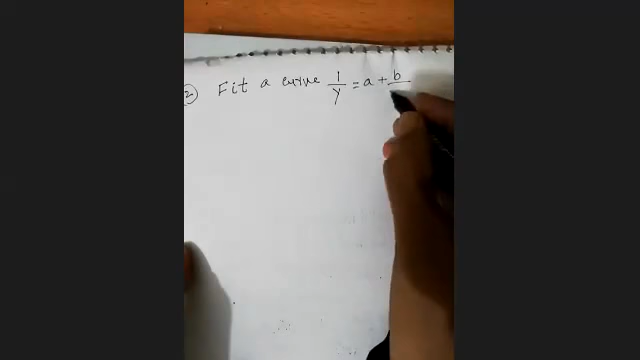 2) Fit a curve 1/y = a + b/